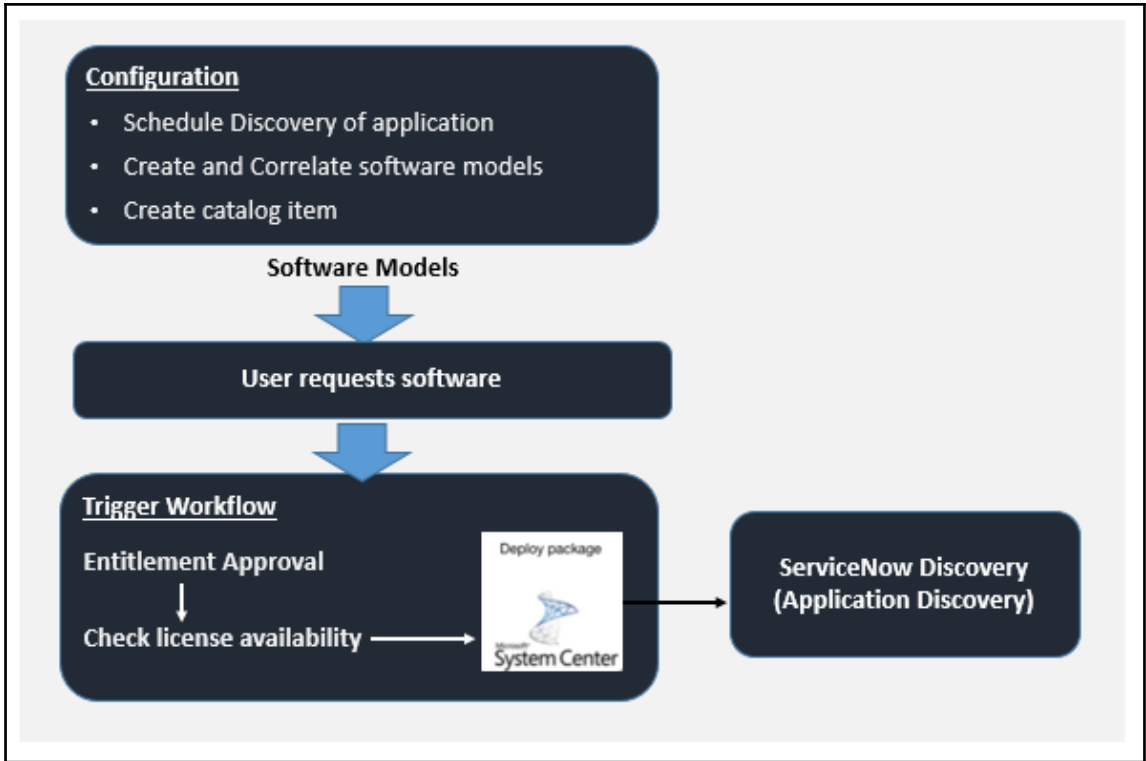 Configuration
• Schedule Discovery of application
• Create and Correlate software models
• Create catalog item
Software Models
User requests software
Trigger Workflow
Entitlement Approval
Check license availability
Deploy package
Microsoft
System Center
ServiceNow Discovery
(Application Discovery)